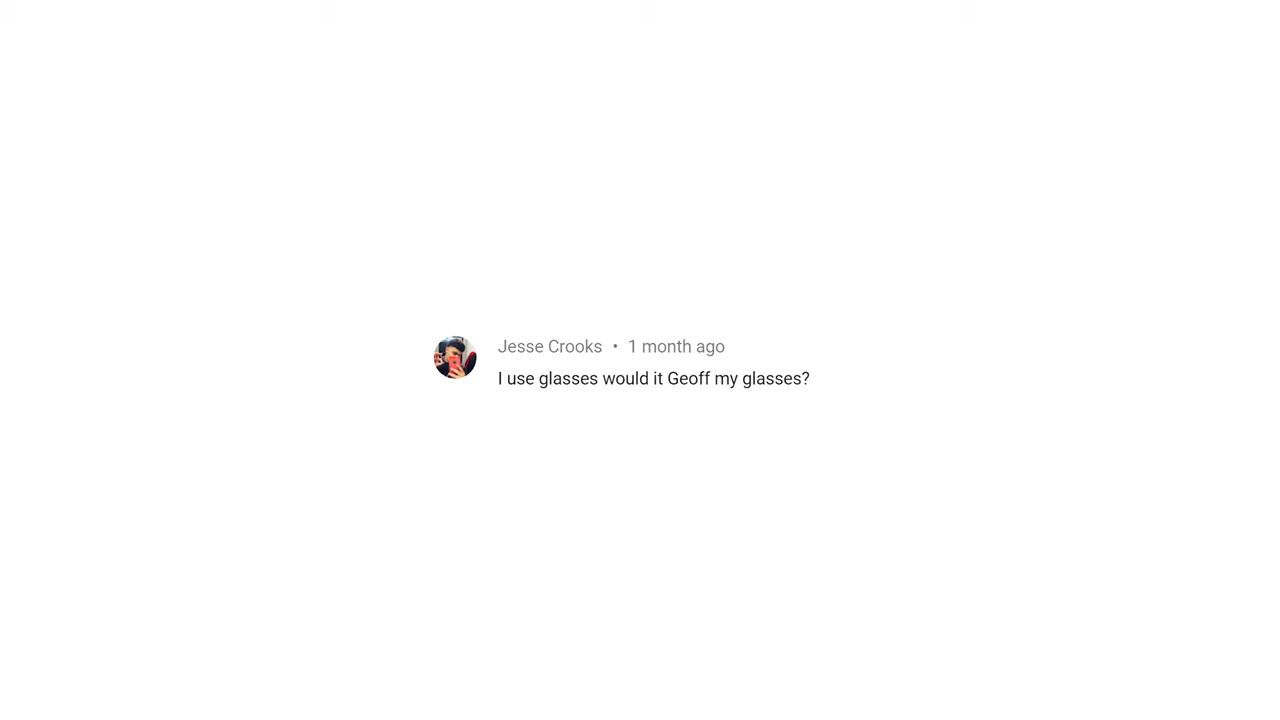 Jesse Crooks • 1 month ago
I use glasses would it Geoff my glasses?